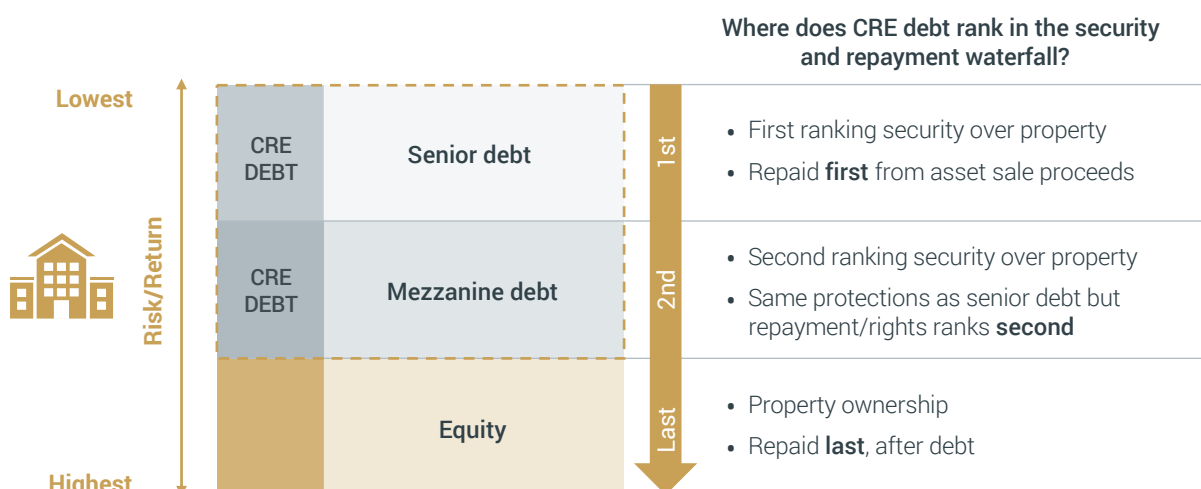 Where does CRE debt rank in the security
and repayment waterfall?
Lowest
Risk/Return
Highest
CRE
DEBT
Senior debt
1st
• First ranking security over property
• Repaid first from asset sale proceeds
CRE
DEBT
Mezzanine debt
2nd
• Second ranking security over property
• Same protections as senior debt but
repayment/rights ranks second
Equity
Last
• Property ownership
• Repaid last, after debt